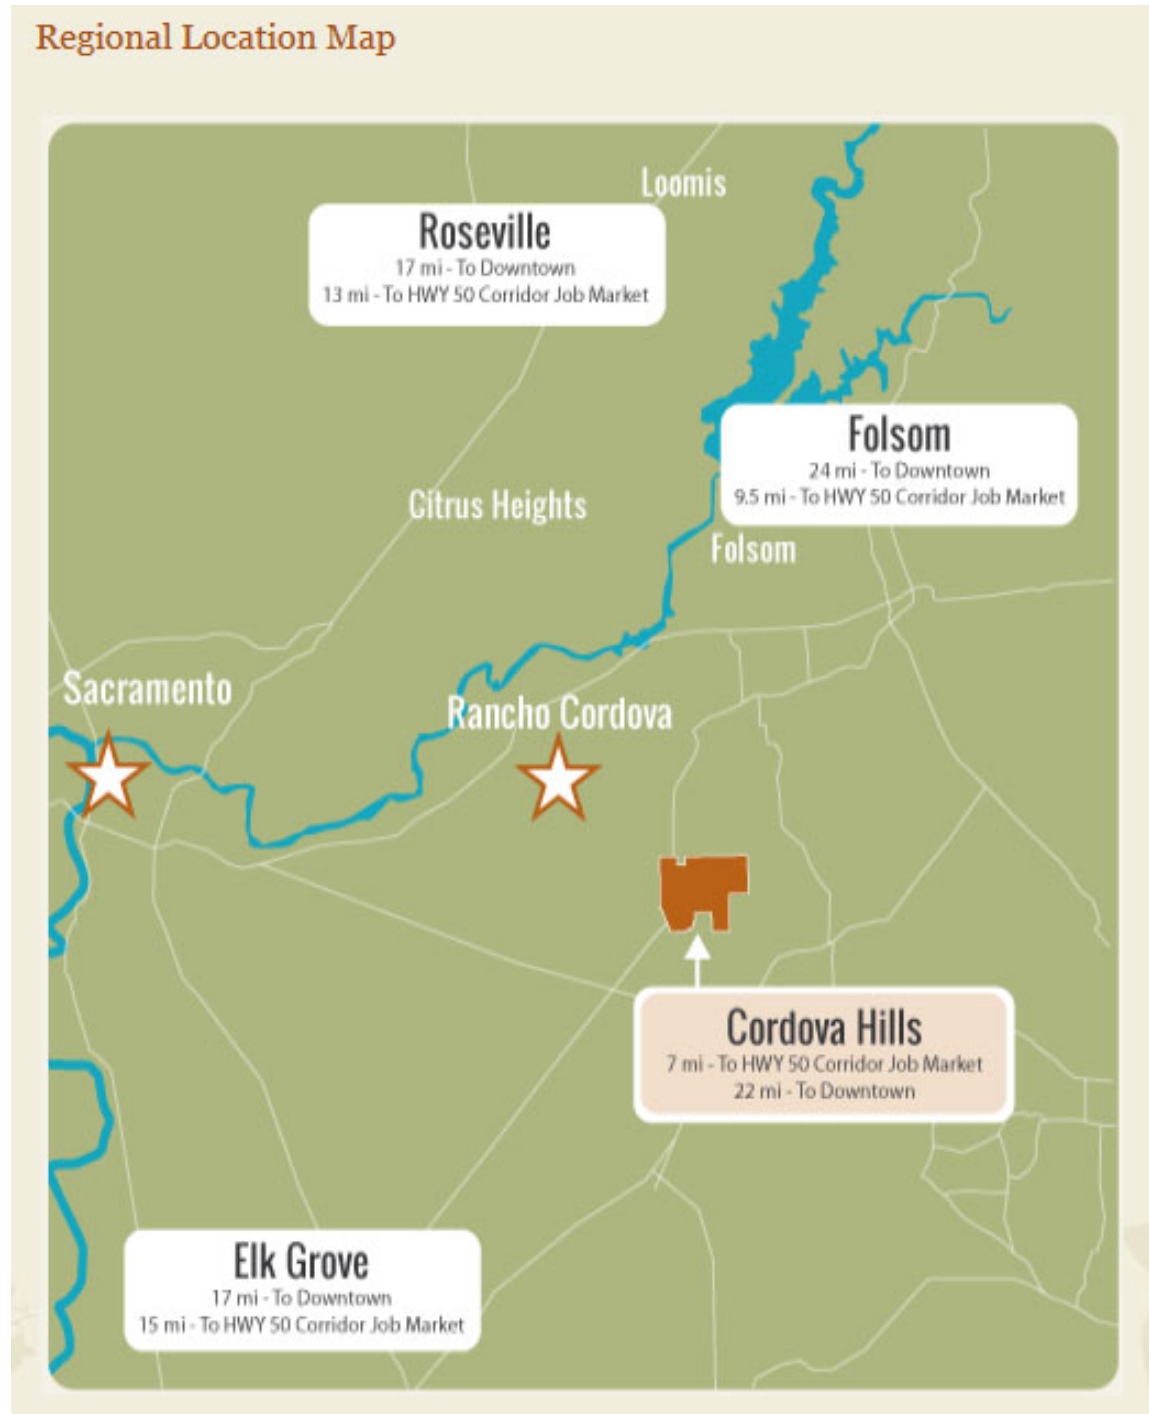 Regional Location Map
Loomis
Roseville
17 mi - To Downtown
13 mi - To HWY 50 Corridor Job Market
Folsom
24 mi - To Downtown
9.5 mi - To HWY 50 Corridor Job Market
Citrus Heights
Folsom
Sacramento
Rancho Cordova
Cordova Hills
7 mi - To HWY 50 Corridor Job Market
22 mi - To Downtown
Elk Grove
17 mi - To Downtown
15 mi - To HWY 50 Corridor Job Market